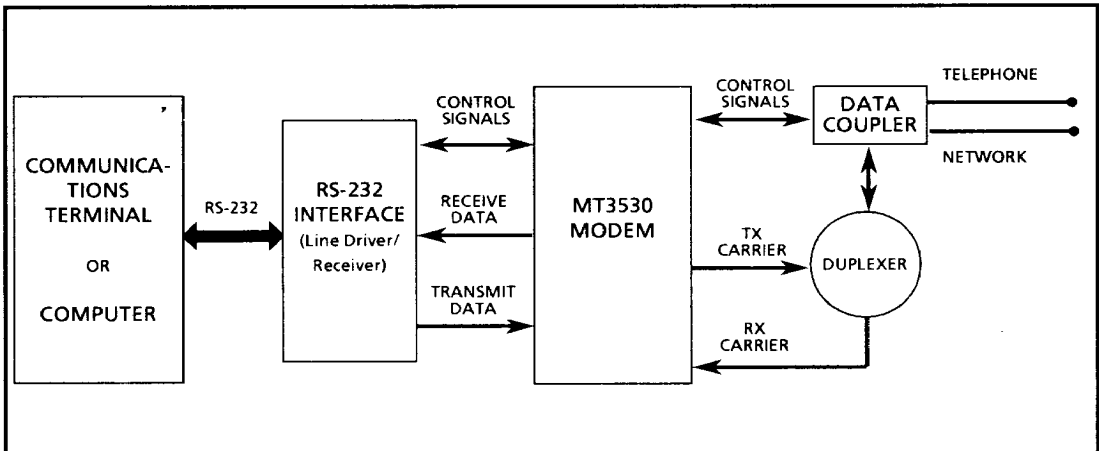 COMMUNICA-
TIONS
TERMINAL
OR
COMPUTER
RS-232
RS-232
INTERFACE
(Line Driver/
Receiver)
CONTROL
SIGNALS
RECEIVE
DATA
TRANSMIT
DATA
MT3530
MODEM
CONTROL
SIGNALS
TX
CARRIER
RX
CARRIER
DATA
COUPLER
DUPLEXER
TELEPHONE
NETWORK